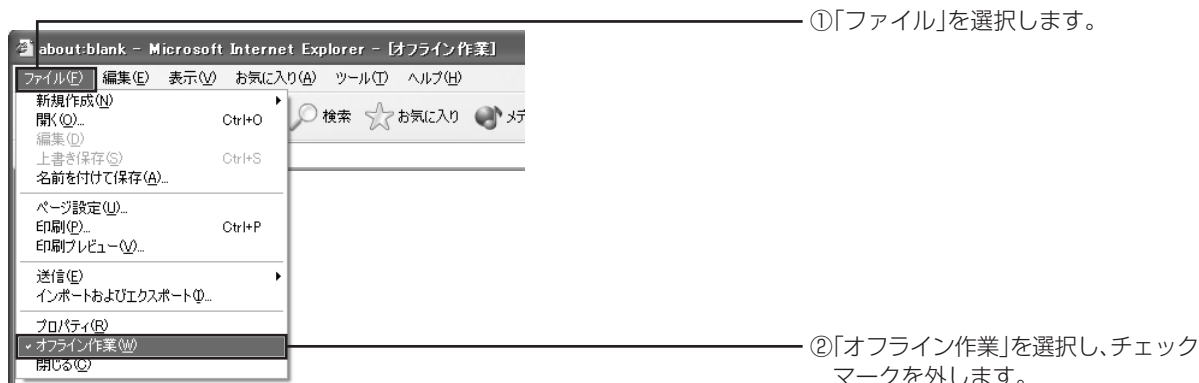 ①「ファイル」を選択します。
about:blank - Microsoft Internet Explorer - [オフライン作業]
ファイル(F) 編集(E) 表示(V) お気に入り(A) ツール(T) ヘルプ(H)
新規作成(N)
開く(O)... Ctrl+O
検索 お気に入り メデ
編集(D)
上書き保存(S) Ctrl+S
名前を付けて保存(A)...
ページ設定(U)...
印刷(P)... Ctrl+P
印刷プレビュー(V)...
送信(E)
インポートおよびエクスポート(I)...
プロパティ(R)
オフライン作業(W)
閉じる(C)
②「オフライン作業」を選択し、チェック
マークを外します。